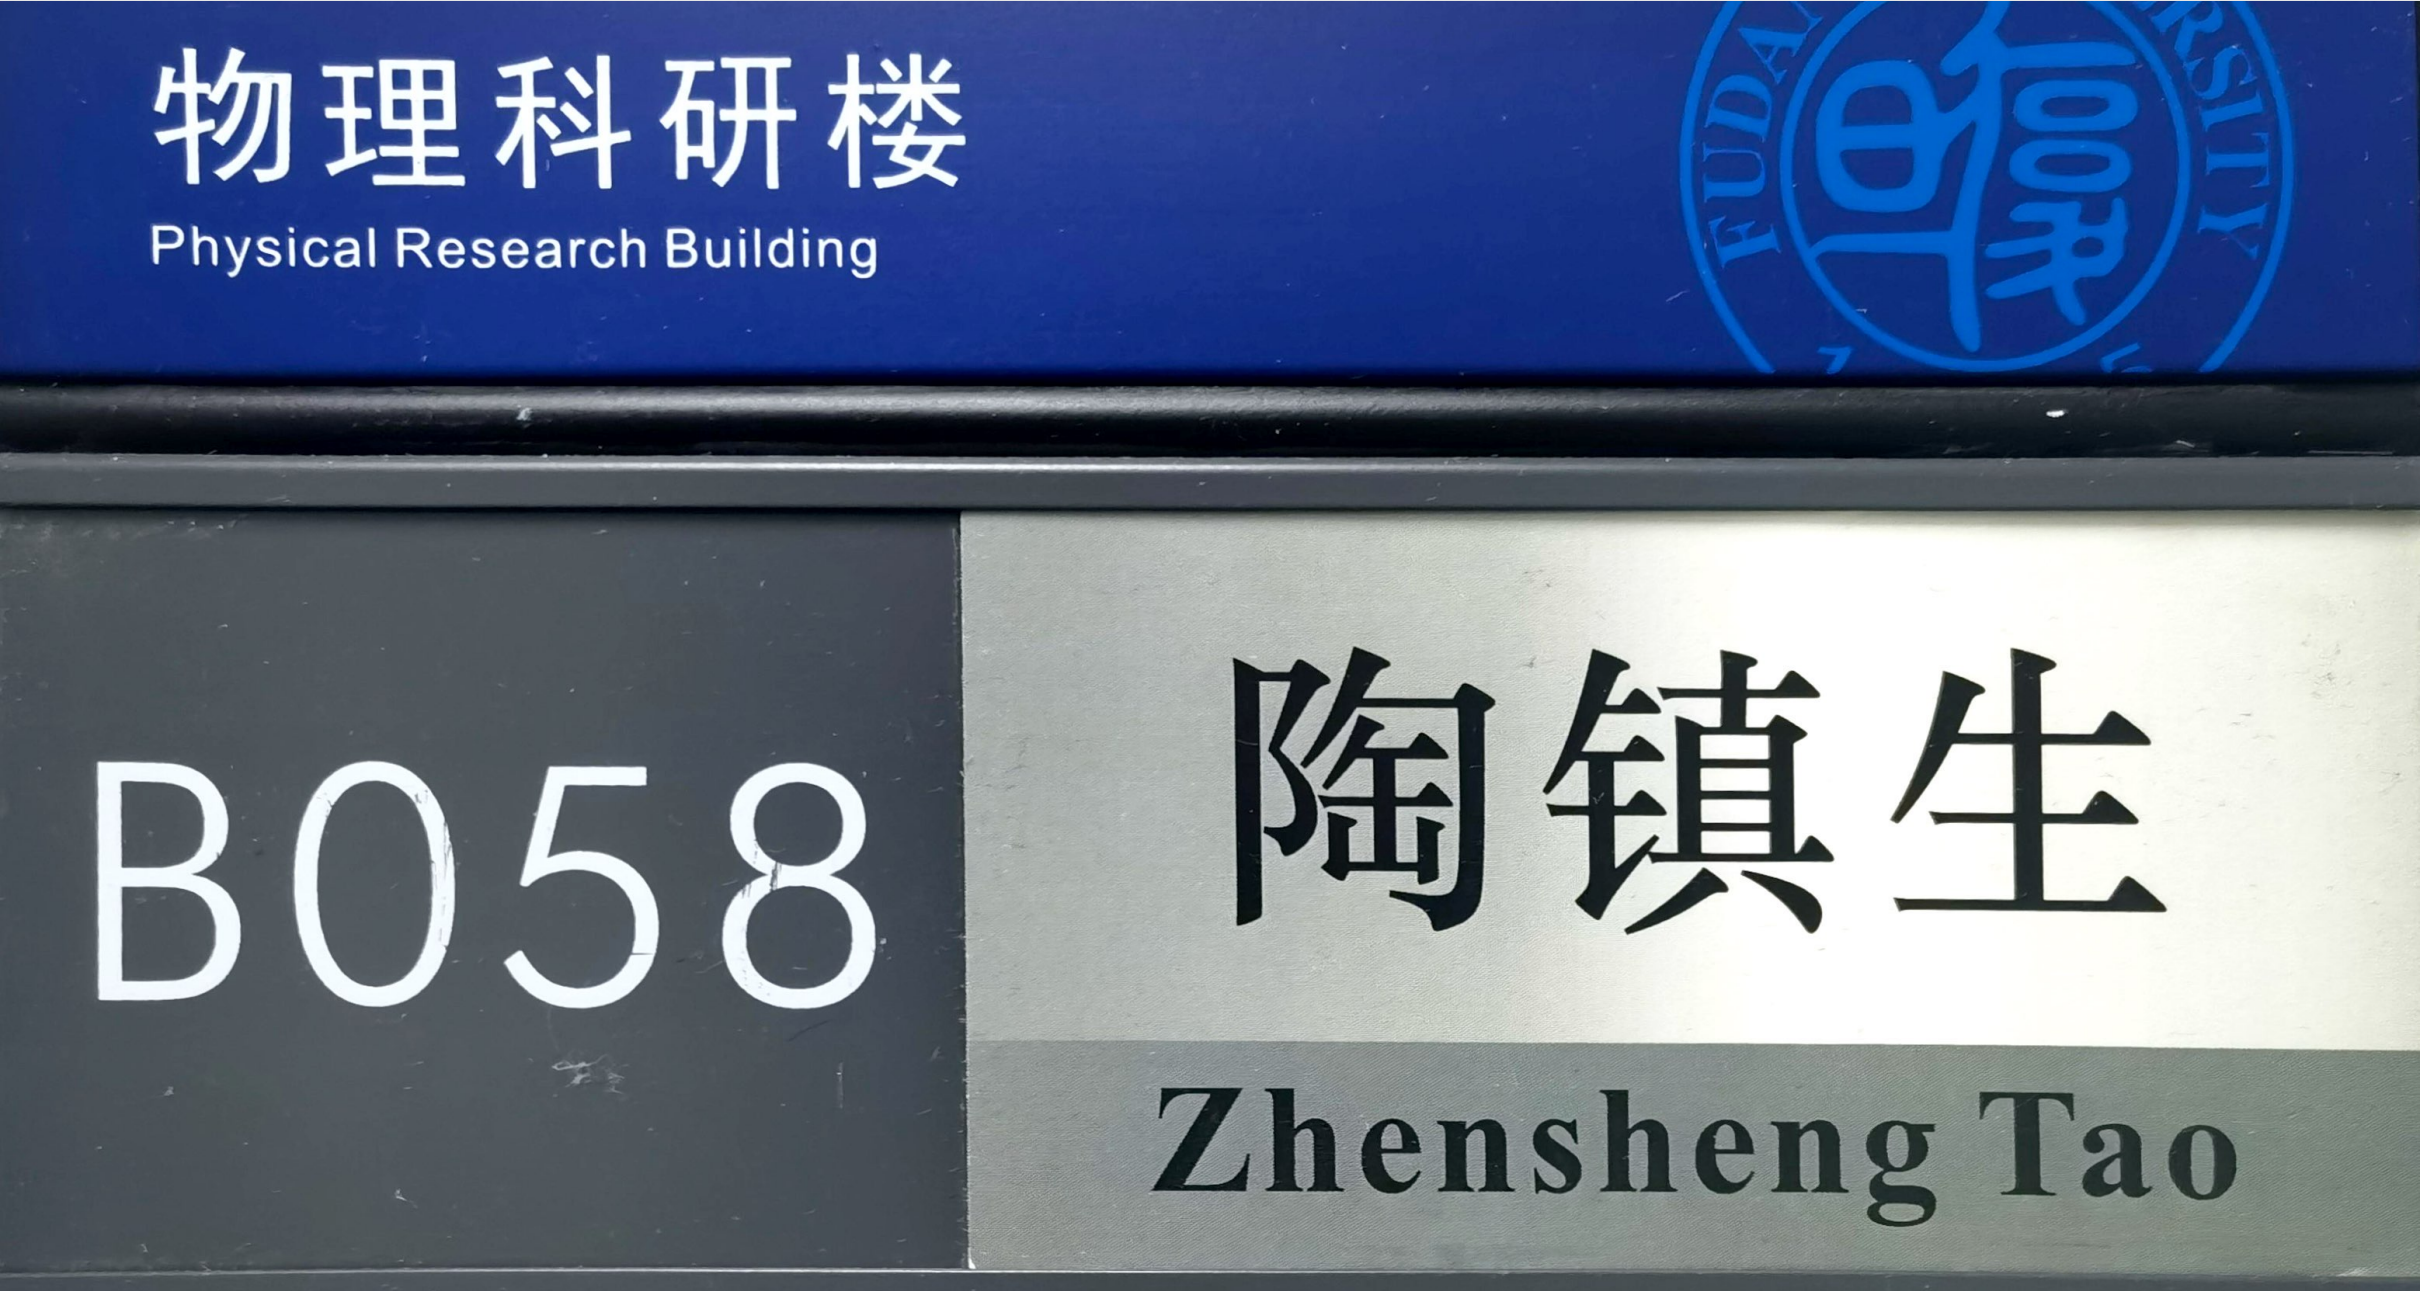 物理科研楼
Physical Research Building
B058
陶镇生
Zhensheng Tao